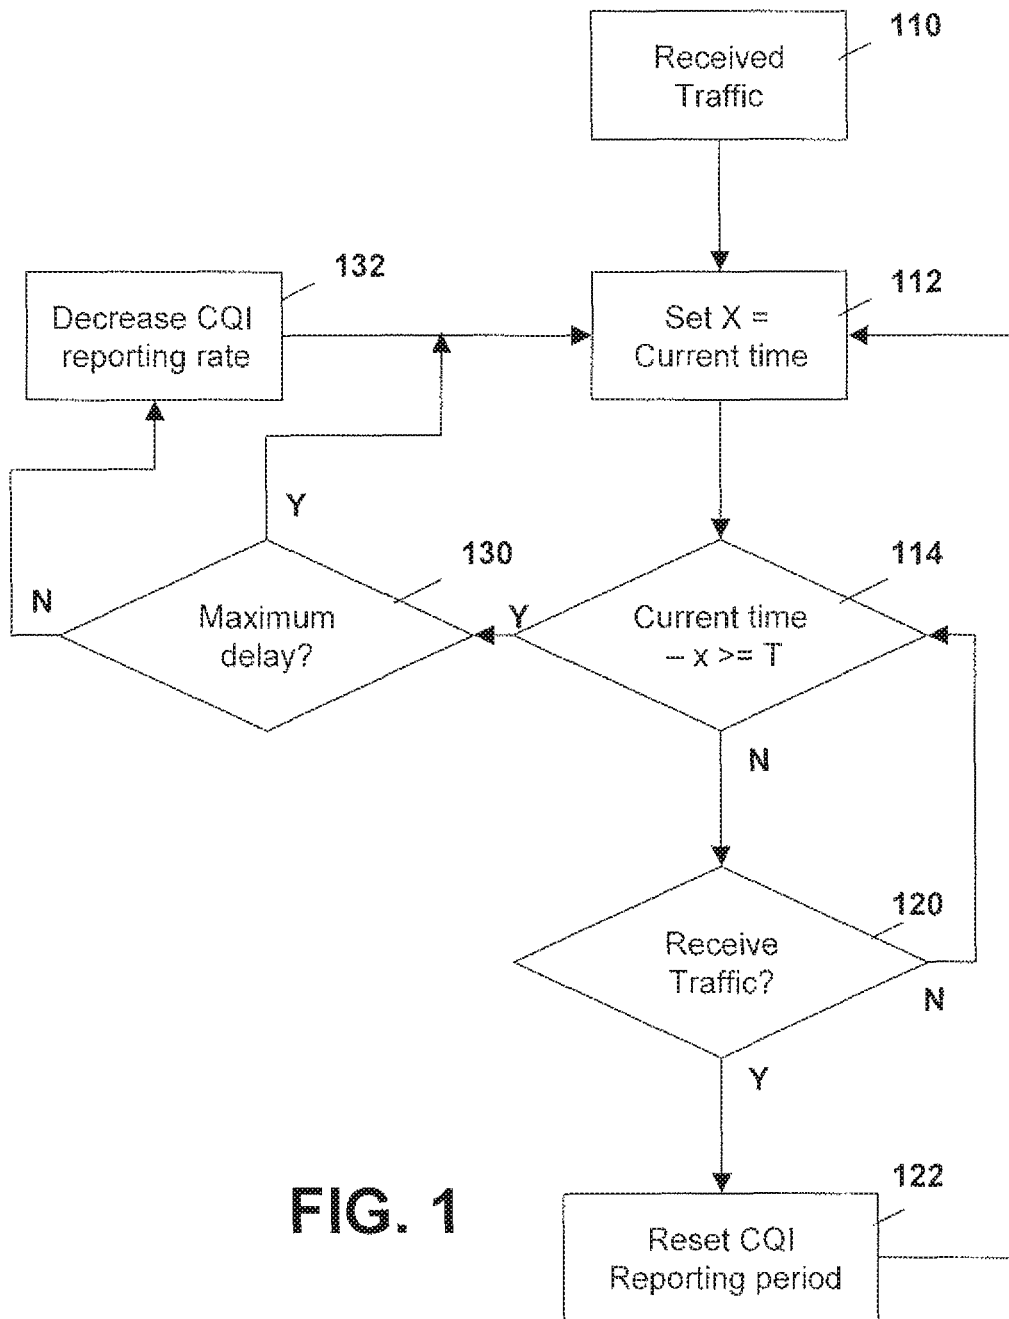 110
Received
Traffic
132
Decrease CQI
reporting rate
112
Set X =
Current time
Y
130
N
Maximum
delay?
Y
114
Current time
– x >= T
N
120
Receive
Traffic?
N
Y
122
FIG. 1
Reset CQI
Reporting period